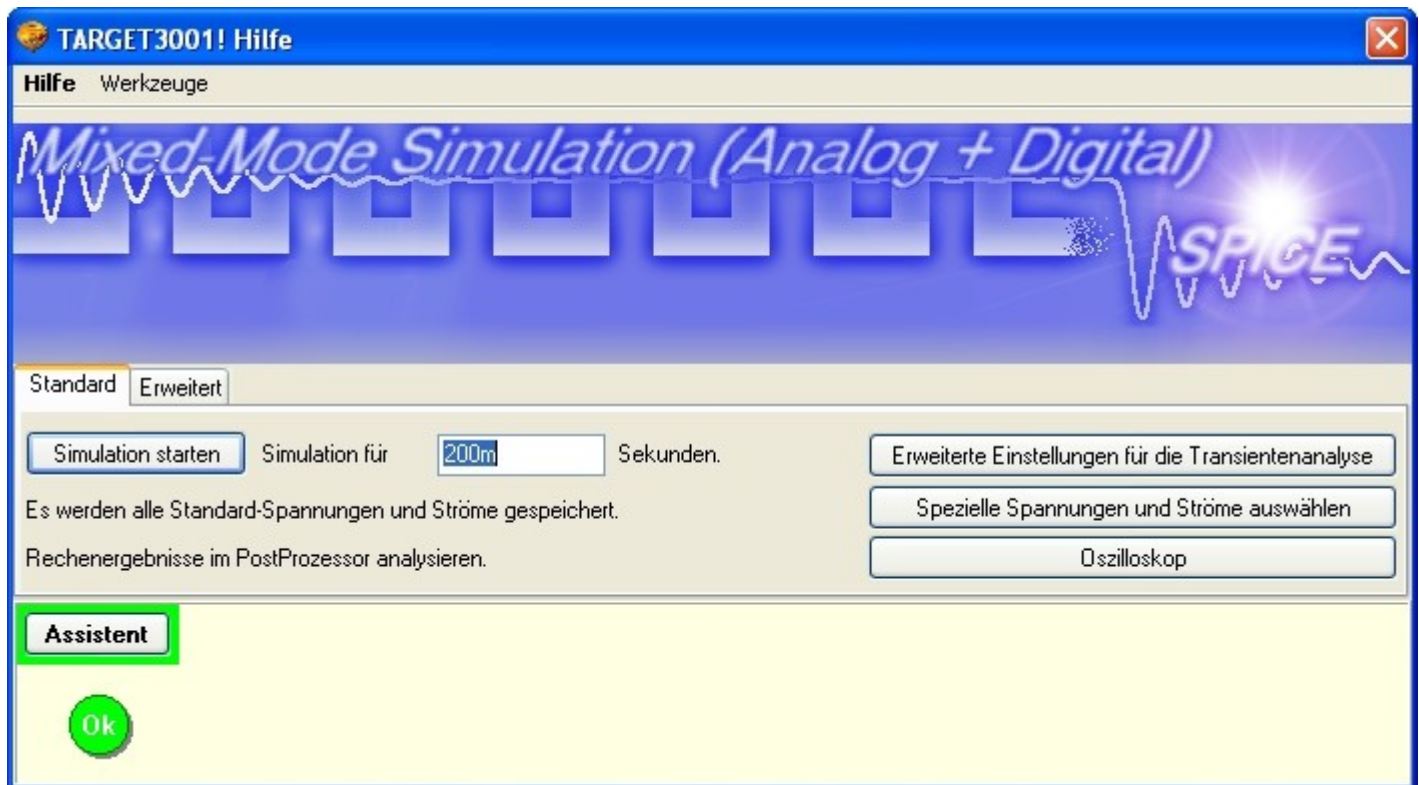 TARGET3001! Hilfe
Hilfe Werkzeuge
Mixed-Mode Simulation (Analog + Digital)
SPICE
Standard Erweitert
Simulation starten Simulation für 200m Sekunden. Erweiterte Einstellungen für die Transientenanalyse
Es werden alle Standard-Spannungen und Ströme gespeichert. Spezielle Spannungen und Ströme auswählen
Rechenergebnisse im PostProzessor analysieren. Oszilloskop
Assistent
Ok